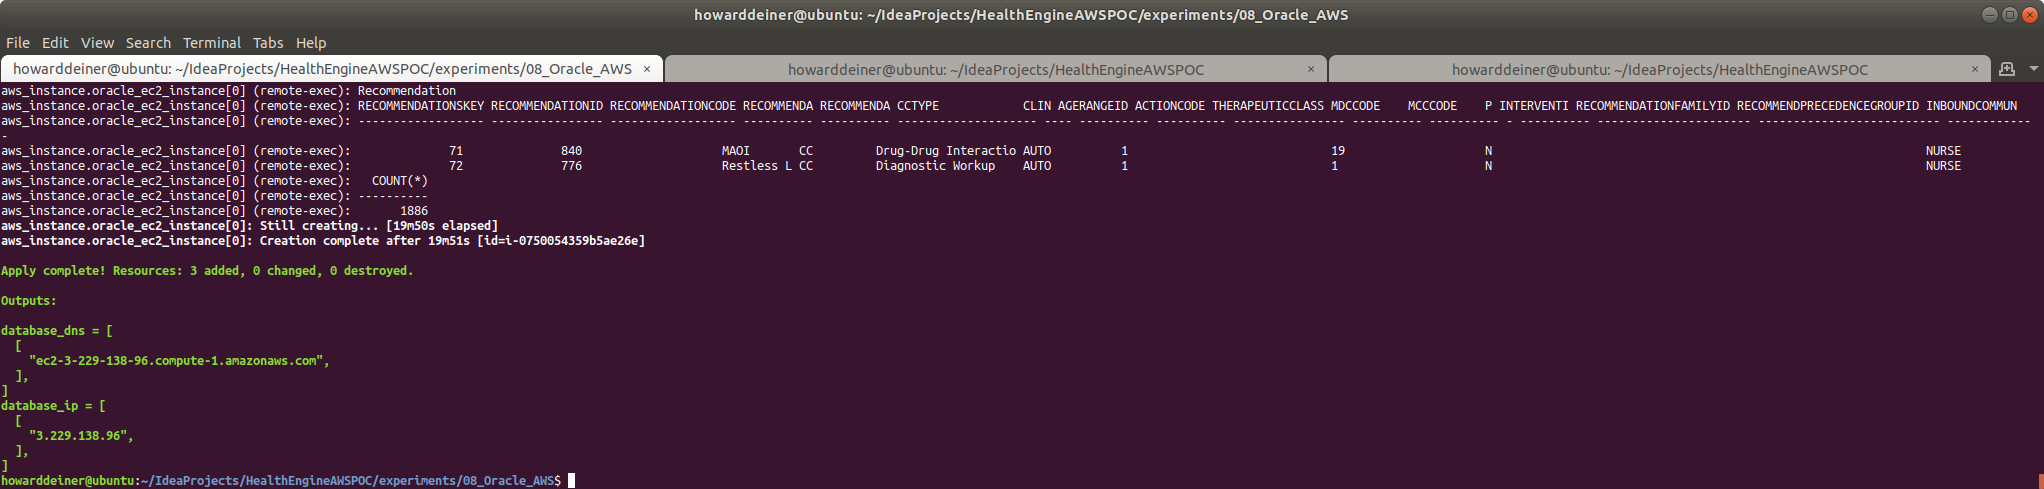 howarddeiner@ubuntu: ~/IdeaProjects/HealthEngineAWSPOC/experiments/08_Oracle_AWS
File Edit View Search Terminal Tabs Help
howarddeiner@ubuntu: ~/IdeaProjects/HealthEngineAWSPOC/experiments/08_Oracle_AWS × howarddeiner@ubuntu: ~/IdeaProjects/HealthEngineAWSPOC × howarddeiner@ubuntu: ~/IdeaProjects/HealthEngineAWSPOC ×
aws_instance.oracle_ec2_instance[0] (remote-exec): Recommendation
aws_instance.oracle_ec2_instance[0] (remote-exec): RECOMMENDATIONSKEY RECOMMENDATIONID RECOMMENDATIONCODE RECOMMENDA RECOMMENDA CCTYPE               CLIN AGERANGEID ACTIONCODE THERAPEUTICCLASS MDCCODE    MCCCODE    P INTERVENTI RECOMMENDATIONFAMILYID RECOMMENDPRECEDENCEGROUPID INBOUNDCOMMUN
aws_instance.oracle_ec2_instance[0] (remote-exec): ------------------ ---------------- ------------------ ---------- ---------- -------------------- ---- ---------- ---------- ---------------- ---------- ---------- - ---------- ---------------------- -------------------------- ------------
-
aws_instance.oracle_ec2_instance[0] (remote-exec):              71              840                    MAOI       CC         Drug-Drug Interactio AUTO          1                             19                    N                                                              NURSE
aws_instance.oracle_ec2_instance[0] (remote-exec):              72              776                    Restless L CC         Diagnostic Workup    AUTO          1                             1                     N                                                              NURSE
aws_instance.oracle_ec2_instance[0] (remote-exec):   COUNT(*)
aws_instance.oracle_ec2_instance[0] (remote-exec): ----------
aws_instance.oracle_ec2_instance[0] (remote-exec):       1886
aws_instance.oracle_ec2_instance[0]: Still creating... [19m50s elapsed]
aws_instance.oracle_ec2_instance[0]: Creation complete after 19m51s [id=i-0750054359b5ae26e]
Apply complete! Resources: 3 added, 0 changed, 0 destroyed.
Outputs:
database_dns = [
  [
    "ec2-3-229-138-96.compute-1.amazonaws.com",
  ],
]
database_ip = [
  [
    "3.229.138.96",
  ],
]
howarddeiner@ubuntu:~/IdeaProjects/HealthEngineAWSPOC/experiments/08_Oracle_AWS$